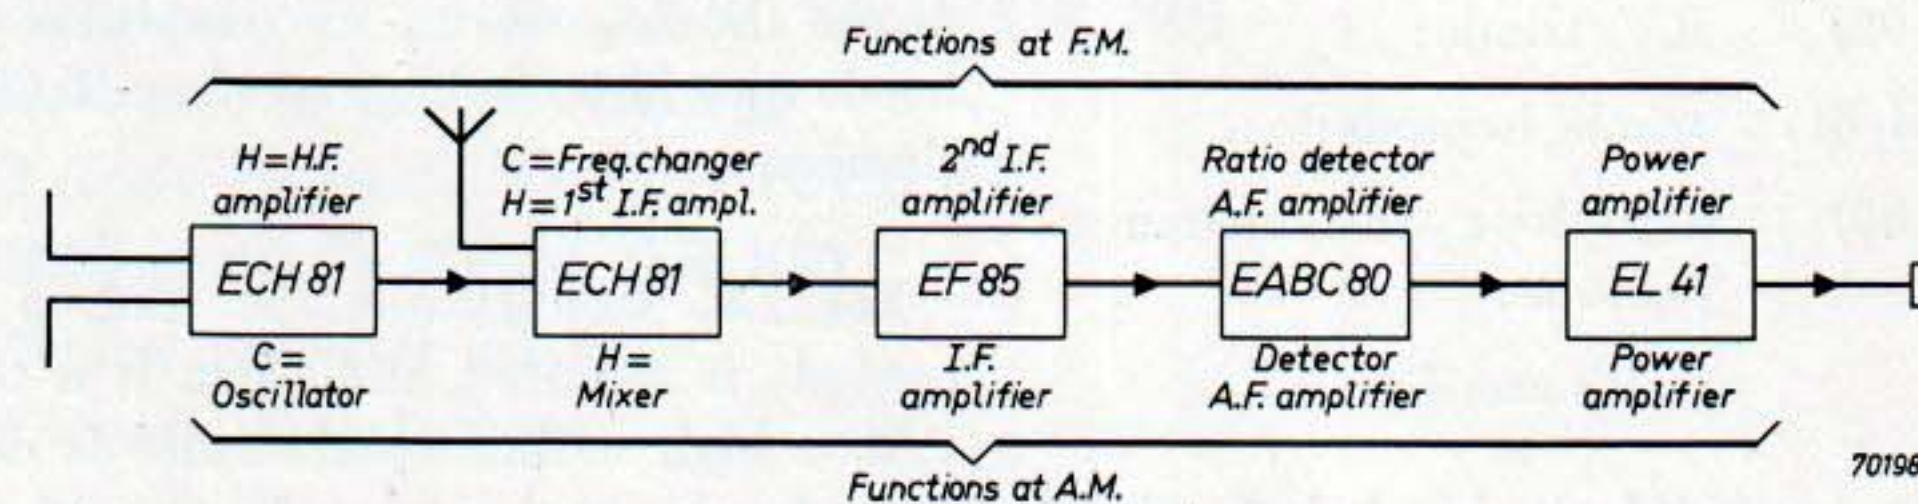 Functions at F.M.
H=H.F.
amplifier
C=Freq.changer
H=1st I.F. ampl.
2nd I.F.
amplifier
Ratio detector
A.F. amplifier
Power
amplifier
ECH 81
ECH 81
EF 85
EABC 80
EL 41
C=
Oscillator
H=
Mixer
I.F.
amplifier
Detector
A.F. amplifier
Power
amplifier
Functions at A.M.
70198